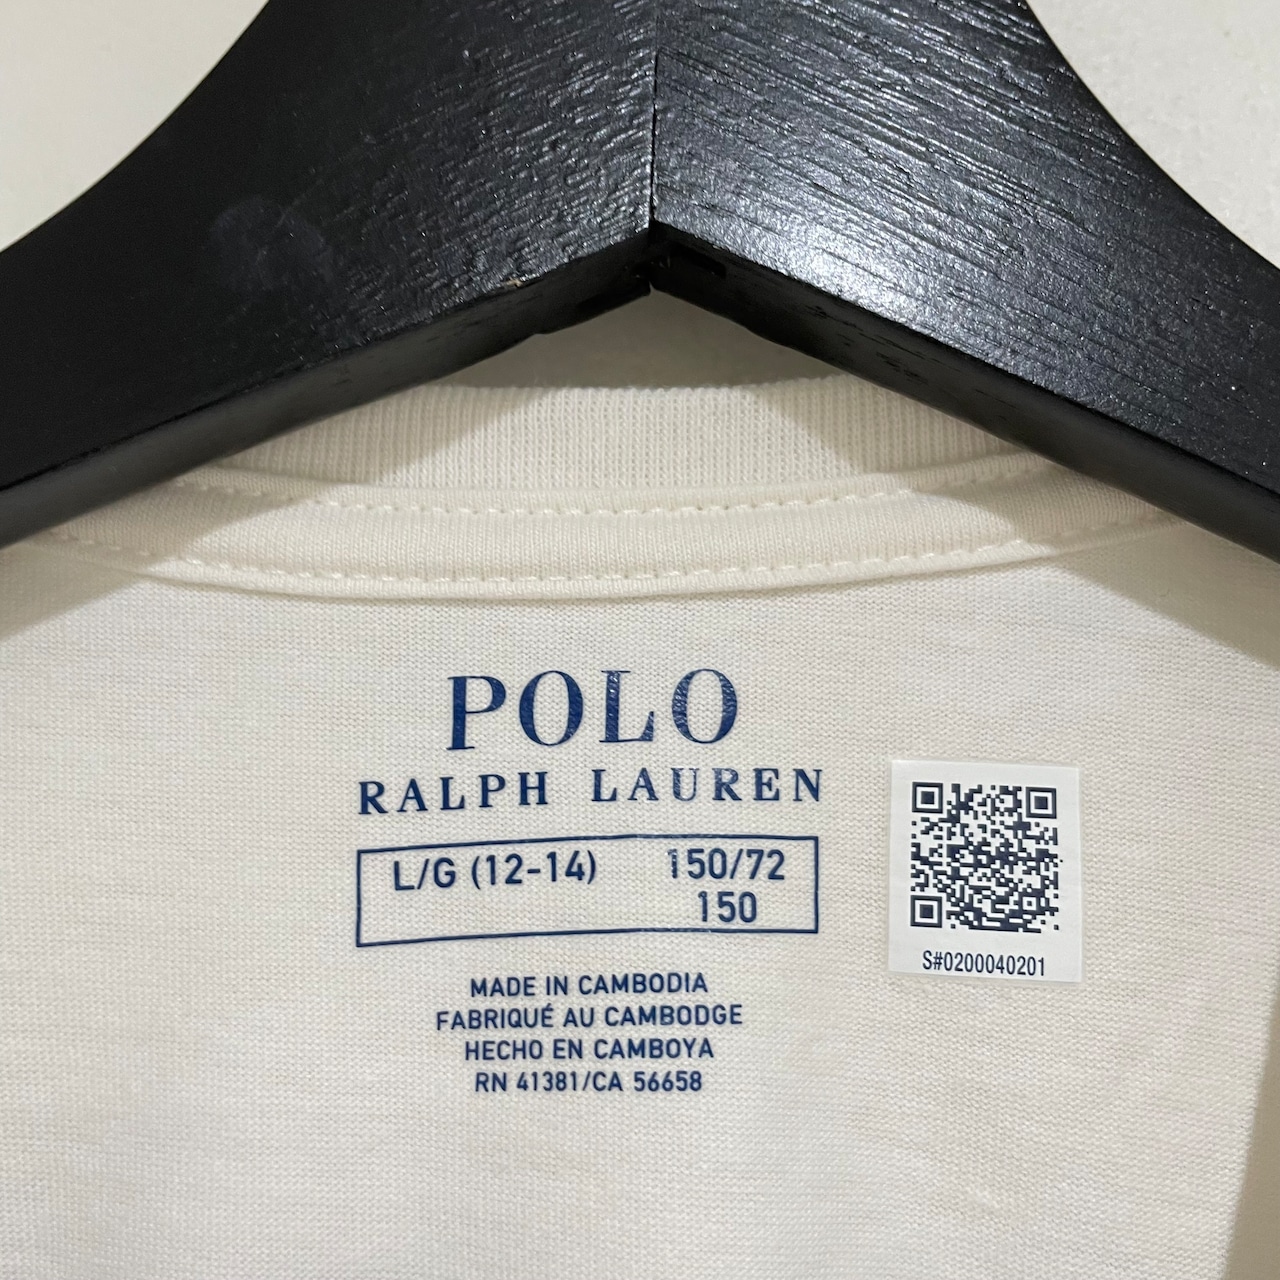 POLO
RALPH LAUREN
L/G (12-14) 150/72
150
MADE IN CAMBODIA
FABRIQUÉ AU CAMBODGE
HECHO EN CAMBOYA
RN 41381/CA 56658
S#0200040201